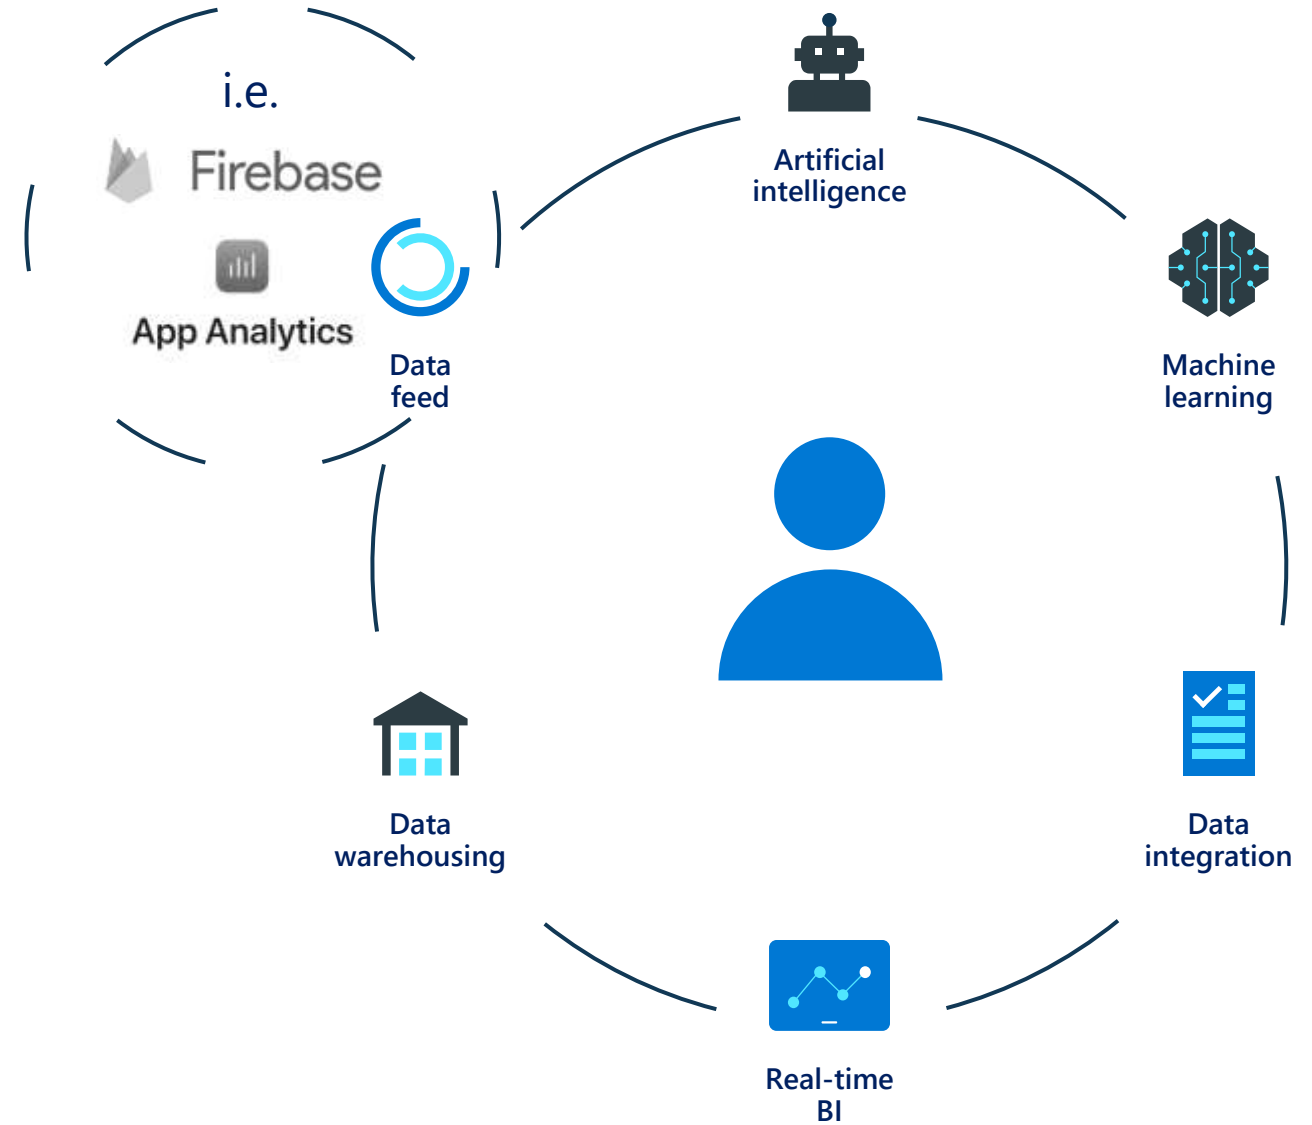 i.e.
Firebase
App Analytics
Data
feed
Artificial
intelligence
Machine
learning
Data
integration
Real-time
BI
Data
warehousing